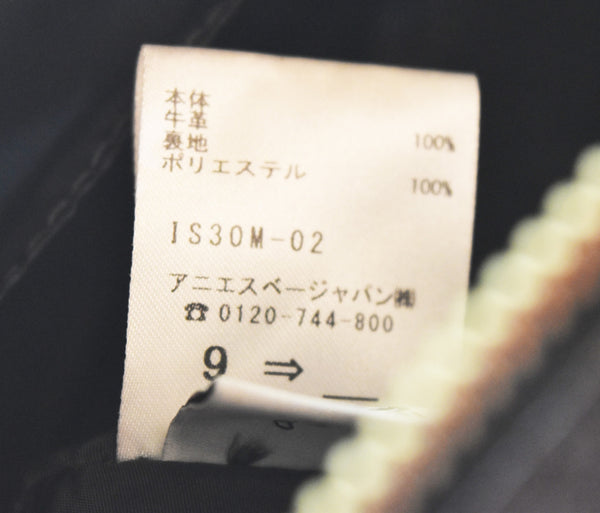 本体
牛革 100%
裏地
ポリエステル 100%
IS30M-02
アニエスベージャパン㈱
☎ 0120-744-800
9 ⇒